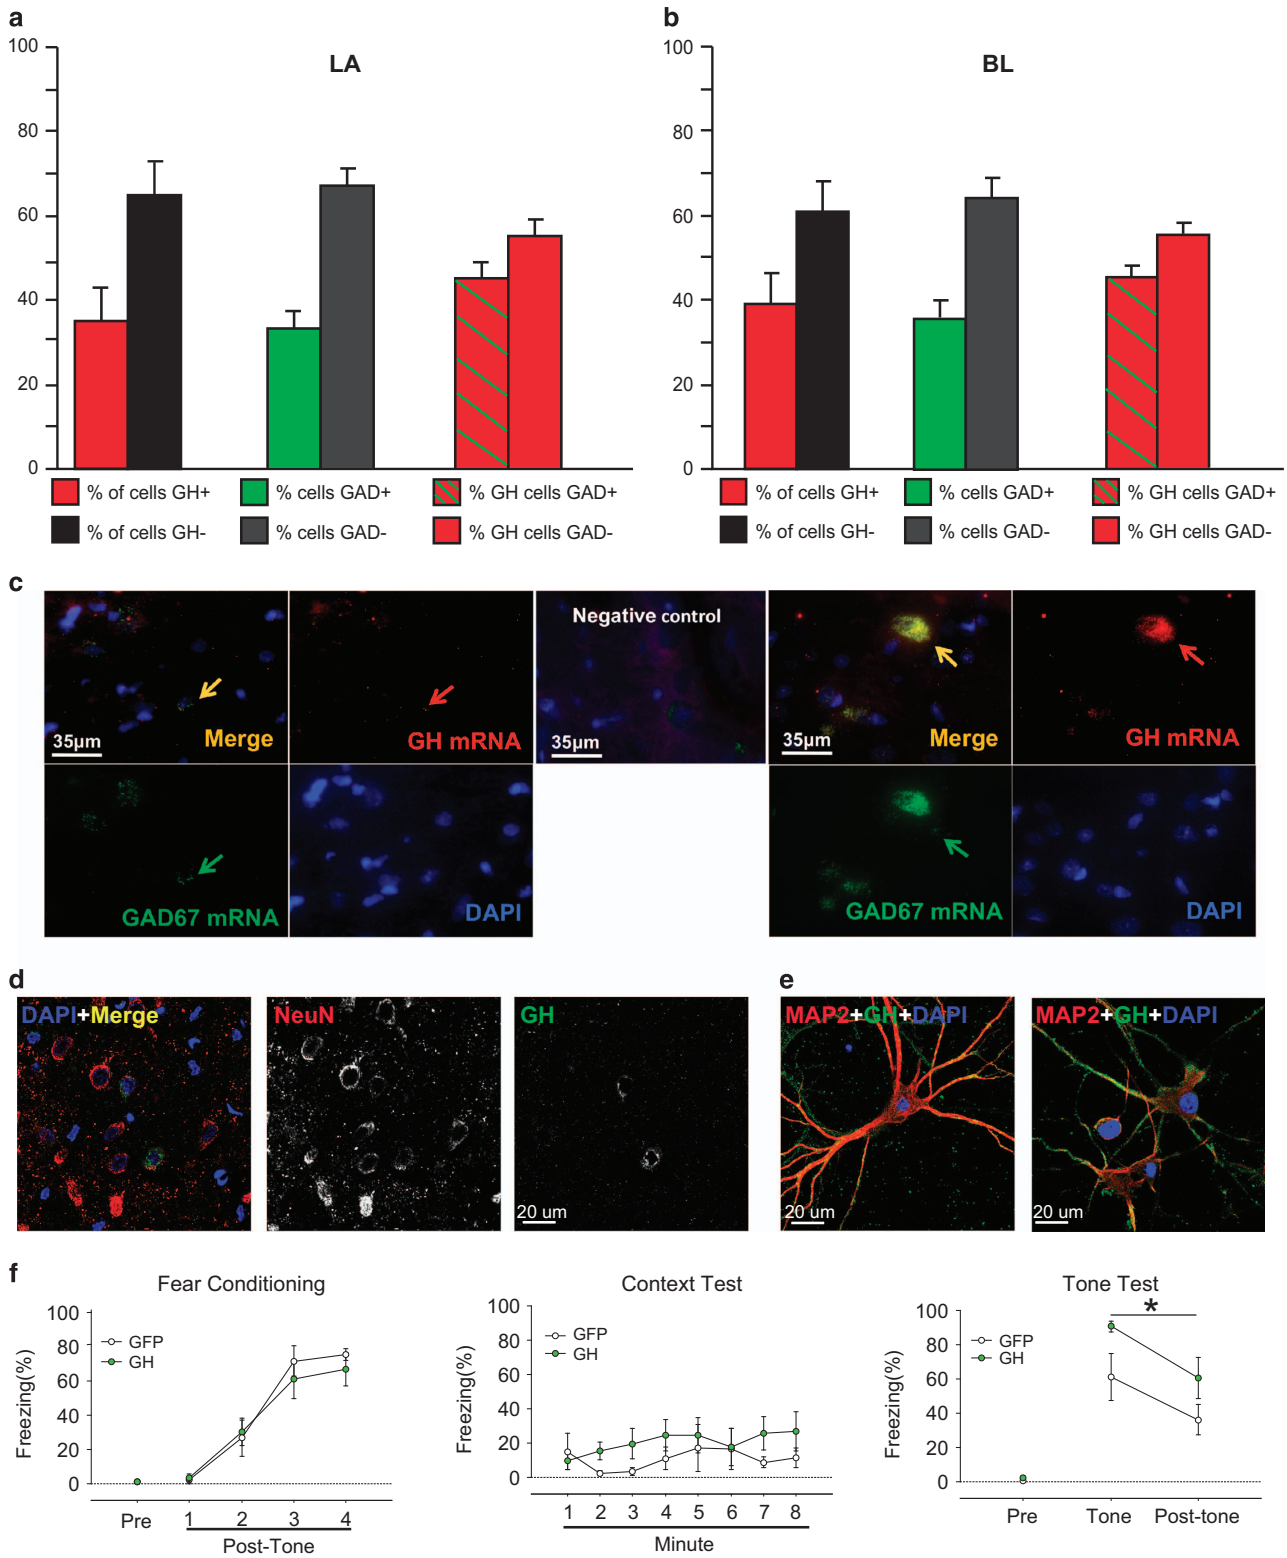 a
LA
100
80
60
40
20
0
% of cells GH+
% cells GAD+
% GH cells GAD+
% of cells GH-
% cells GAD-
% GH cells GAD-
b
BL
100
80
60
40
20
0
% of cells GH+
% cells GAD+
% GH cells GAD+
% of cells GH-
% cells GAD-
% GH cells GAD-
c
35µm
Merge
GH mRNA
Negative control
35µm
35µm
Merge
GH mRNA
GAD67 mRNA
DAPI
GAD67 mRNA
DAPI
d
DAPI+Merge
NeuN
GH
20 um
e
MAP2+GH+DAPI
20 um
MAP2+GH+DAPI
20 um
f
Fear Conditioning
Freezing(%)
100
80
60
40
20
0
GFP
GH
Pre
1
2
3
4
Post-Tone
Context Test
Freezing(%)
100
80
60
40
20
0
GFP
GH
1
2
3
4
5
6
7
8
Minute
Tone Test
Freezing(%)
100
80
60
40
20
0
GFP
GH
*
Pre
Tone
Post-tone